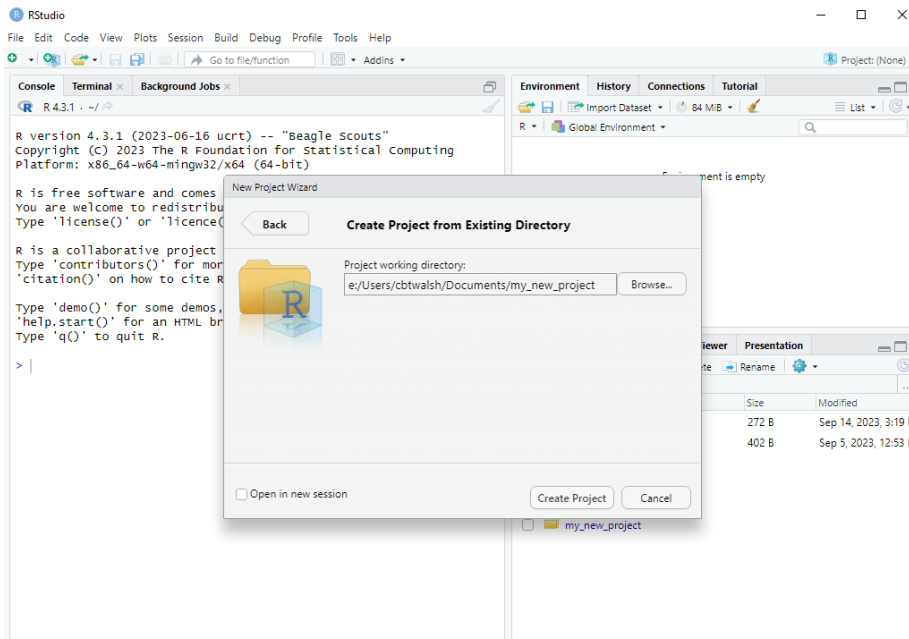 RStudio
File Edit Code View Plots Session Build Debug Profile Tools Help
Go to file/function Addins Project: (None)
Console Terminal Background Jobs
R 4.3.1 · ~/
R version 4.3.1 (2023-06-16 ucrt) -- "Beagle Scouts"
Copyright (C) 2023 The R Foundation for Statistical Computing
Platform: x86_64-w64-mingw32/x64 (64-bit)
R is free software and comes
You are welcome to redistribu
Type 'license()' or 'licence(
R is a collaborative project
Type 'contributors()' for mor
'citation()' on how to cite R
Type 'demo()' for some demos,
'help.start()' for an HTML br
Type 'q()' to quit R.
>
Environment History Connections Tutorial
Import Dataset 84 MiB List
R Global Environment
is empty
New Project Wizard
Back Create Project from Existing Directory
R
Project working directory:
e:/Users/cbtwalsh/Documents/my_new_project Browse...
Open in new session Create Project Cancel
iewer Presentation
te Rename
Size Modified
272 B Sep 14, 2023, 3:19
402 B Sep 5, 2023, 12:53
my_new_project